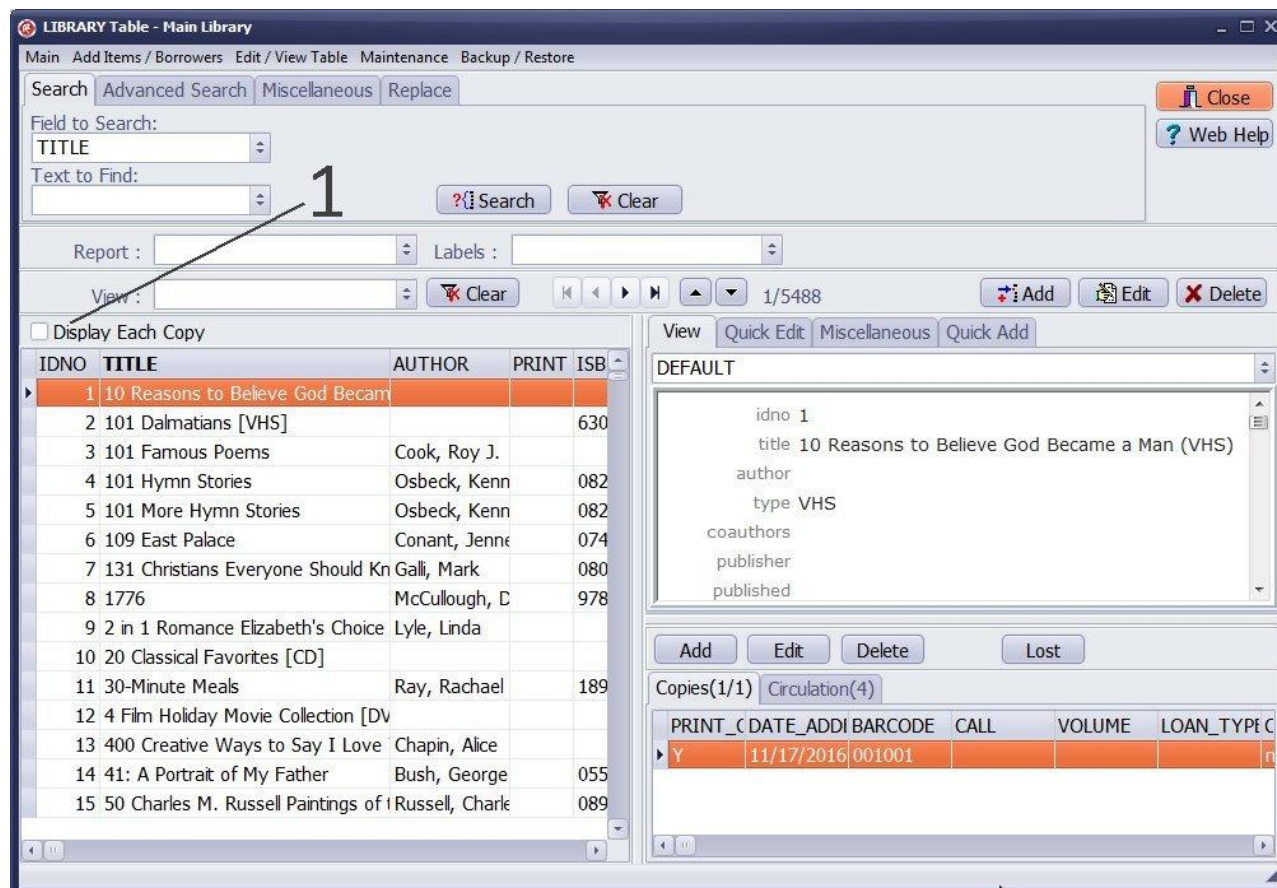 LIBRARY Table - Main Library
Main Add Items / Borrowers Edit / View Table Maintenance Backup / Restore
Search Advanced Search Miscellaneous Replace
Close
Field to Search:
TITLE
Web Help
Text to Find:
1
Search Clear
Report : Labels :
View : Clear 1/5488 Add Edit Delete
Display Each Copy
View Quick Edit Miscellaneous Quick Add
IDNO TITLE AUTHOR PRINT ISB
DEFAULT
1 10 Reasons to Believe God Becam
2 101 Dalmatians [VHS] 630
3 101 Famous Poems Cook, Roy J.
4 101 Hymn Stories Osbeck, Kenn 082
5 101 More Hymn Stories Osbeck, Kenn 082
6 109 East Palace Conant, Jenne 074
7 131 Christians Everyone Should Kn Galli, Mark 080
8 1776 McCullough, D 978
9 2 in 1 Romance Elizabeth's Choice Lyle, Linda
10 20 Classical Favorites [CD]
11 30-Minute Meals Ray, Rachael 189
12 4 Film Holiday Movie Collection [DV
13 400 Creative Ways to Say I Love Chapin, Alice
14 41: A Portrait of My Father Bush, George 055
15 50 Charles M. Russell Paintings of t Russell, Charle 089
idno 1
title 10 Reasons to Believe God Became a Man (VHS)
author
type VHS
coauthors
publisher
published
Add Edit Delete Lost
Copies(1/1) Circulation(4)
PRINT_C DATE_ADDI BARCODE CALL VOLUME LOAN_TYPE C
Y 11/17/2016 001001 n